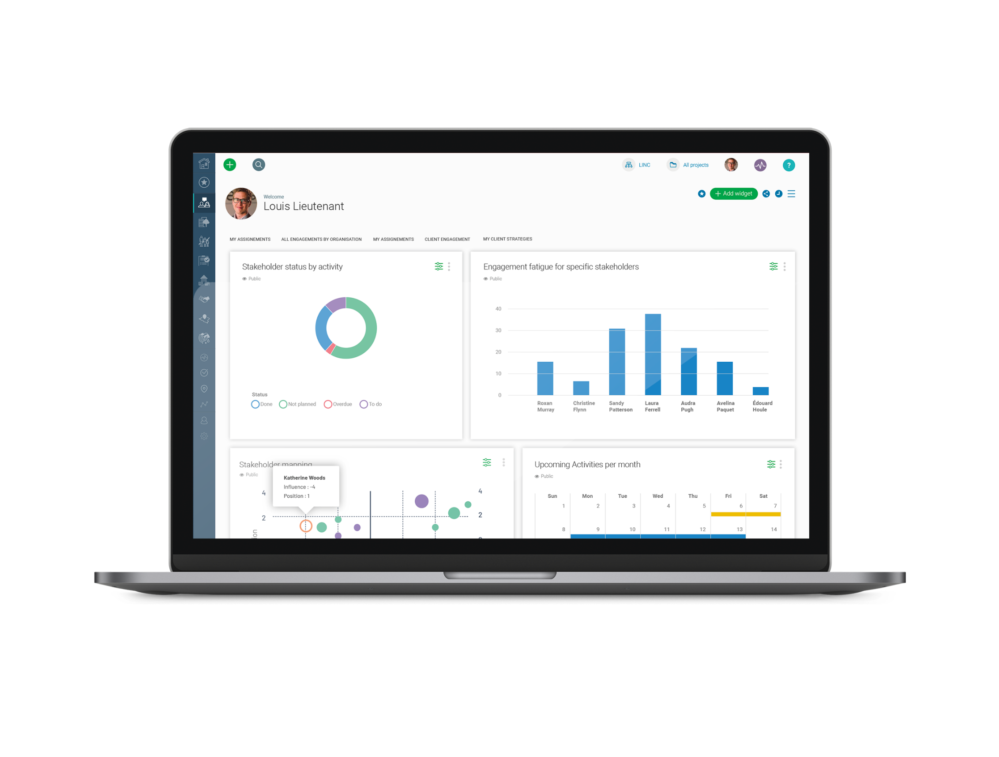 LINC
All projects
?
Welcome
Louis Lieutenant
+ Add widget
MY ASSIGNEMENTS
ALL ENGAGEMENTS BY ORGANISATION
MY ASSIGNEMENTS
CLIENT ENGAGEMENT
MY CLIENT STRATEGIES
Stakeholder status by activity
Public
Status
Done
Not planned
Overdue
To do
Engagement fatigue for specific stakeholders
Public
40
30
20
10
0
Roxan
Murray
Christine
Flynn
Sandy
Patterson
Laura
Ferrell
Audra
Pugh
Avelina
Paquet
Édouard
Houle
Stakeholder mapping
Public
Katherine Woods
Influence : -4
Position : 1
4
2
4
2
Upcoming Activities per month
Public
Sun Mon Tue Wed Thu Fri Sat
1 2 3 4 5 6 7
8 9 10 11 12 13 14